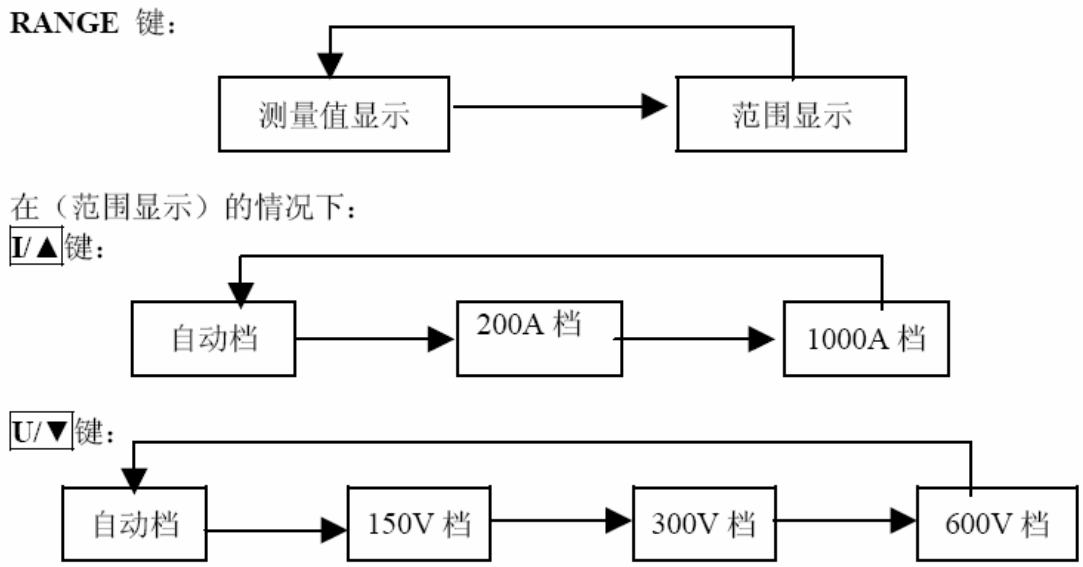 RANGE 键：
测量值显示 范围显示
在（范围显示）的情况下：
I/▲键：
自动档 200A 档 1000A 档
U/▼键：
自动档 150V 档 300V 档 600V 档